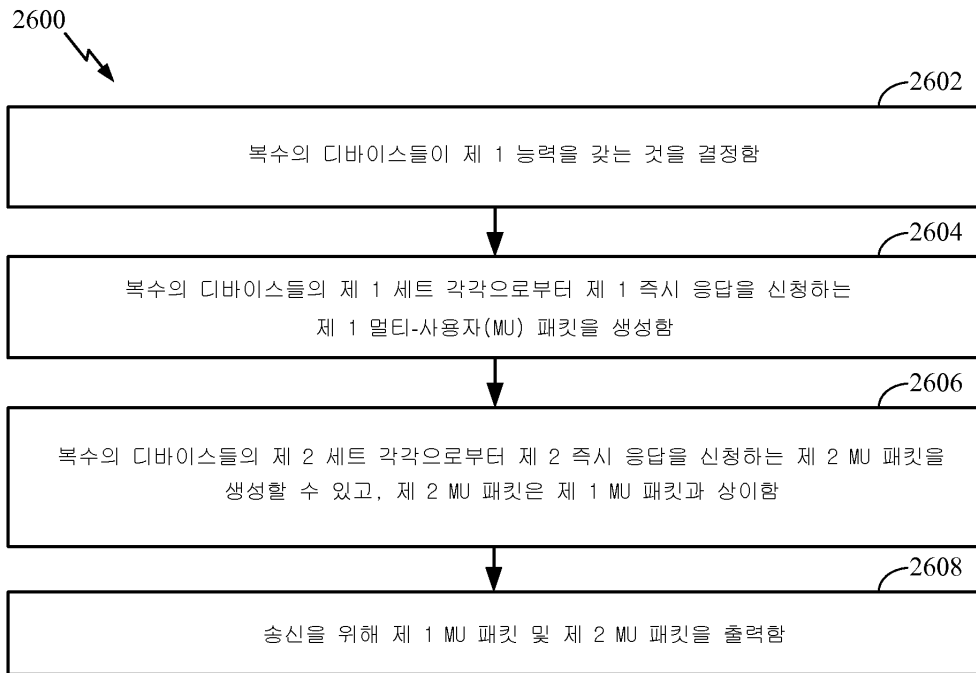 2600
2602
복수의 디바이스들이 제 1 능력을 갖는 것을 결정함
2604
복수의 디바이스들의 제 1 세트 각각으로부터 제 1 즉시 응답을 신청하는
제 1 멀티-사용자(MU) 패킷을 생성함
2606
복수의 디바이스들의 제 2 세트 각각으로부터 제 2 즉시 응답을 신청하는 제 2 MU 패킷을
생성할 수 있고, 제 2 MU 패킷은 제 1 MU 패킷과 상이함
2608
송신을 위해 제 1 MU 패킷 및 제 2 MU 패킷을 출력함